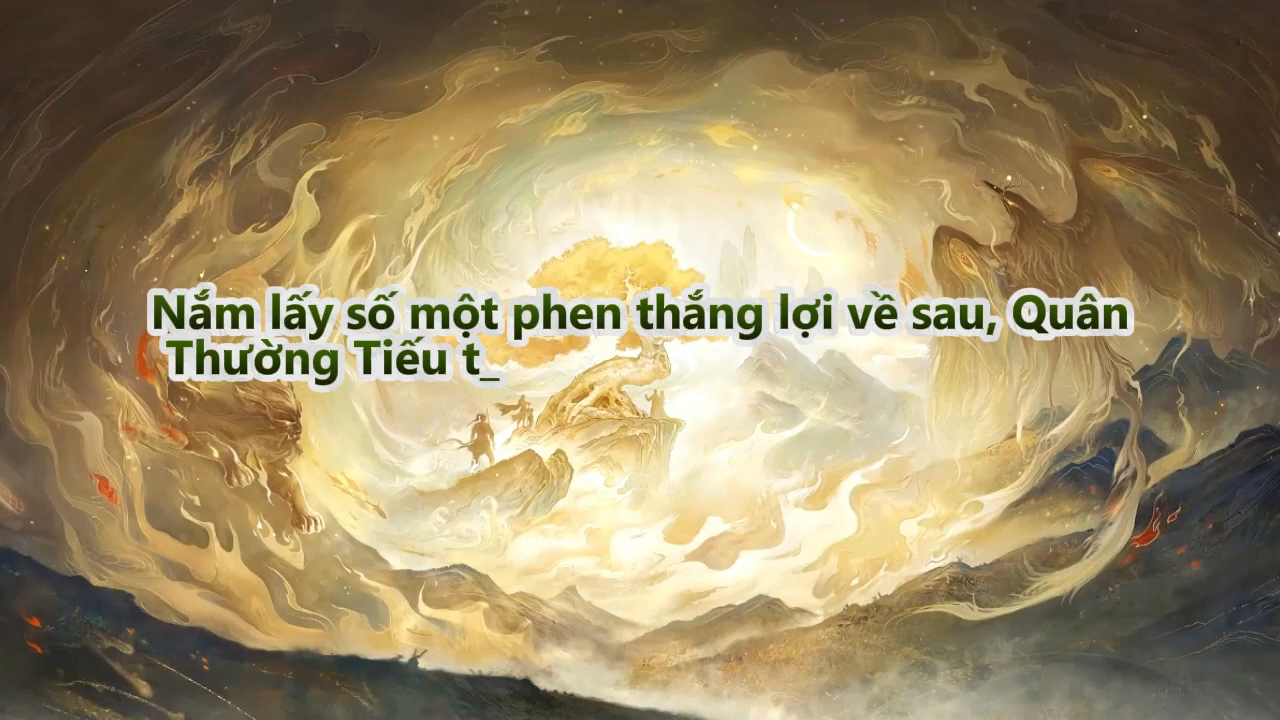 Nắm lấy số một phen thắng lợi về sau, Quân
Thường Tiếu t_